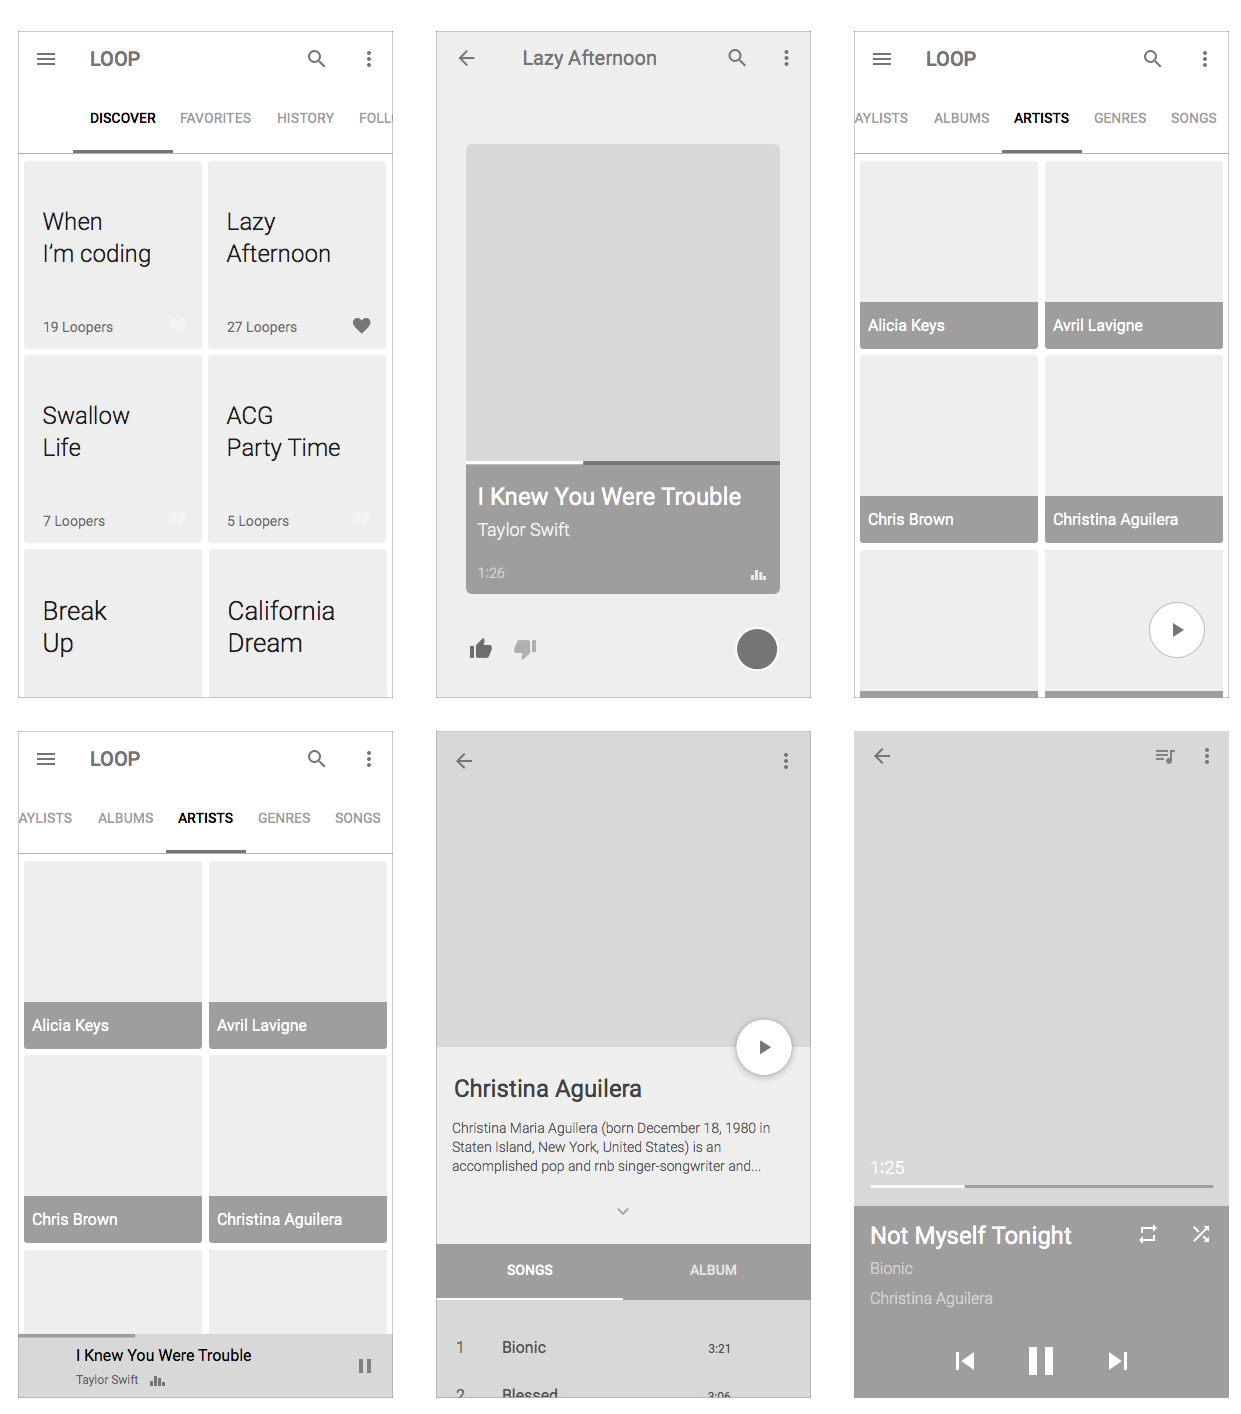 LOOP
DISCOVER FAVORITES HISTORY FOLL
When
I'm coding
19 Loopers
Lazy
Afternoon
27 Loopers
Swallow
Life
7 Loopers
ACG
Party Time
5 Loopers
Break
Up
California
Dream
Lazy Afternoon
I Knew You Were Trouble
Taylor Swift
1:26
LOOP
AYLISTS ALBUMS ARTISTS GENRES SONGS
Alicia Keys
Avril Lavigne
Chris Brown
Christina Aguilera
LOOP
AYLISTS ALBUMS ARTISTS GENRES SONGS
Alicia Keys
Avril Lavigne
Chris Brown
Christina Aguilera
I Knew You Were Trouble
Taylor Swift
Christina Aguilera
Christina Maria Aguilera (born December 18, 1980 in
Staten Island, New York, United States) is an
accomplished pop and rnb singer-songwriter and...
SONGS ALBUM
1 Bionic 3:21
2 Blessed 3:06
1:25
Not Myself Tonight
Bionic
Christina Aguilera